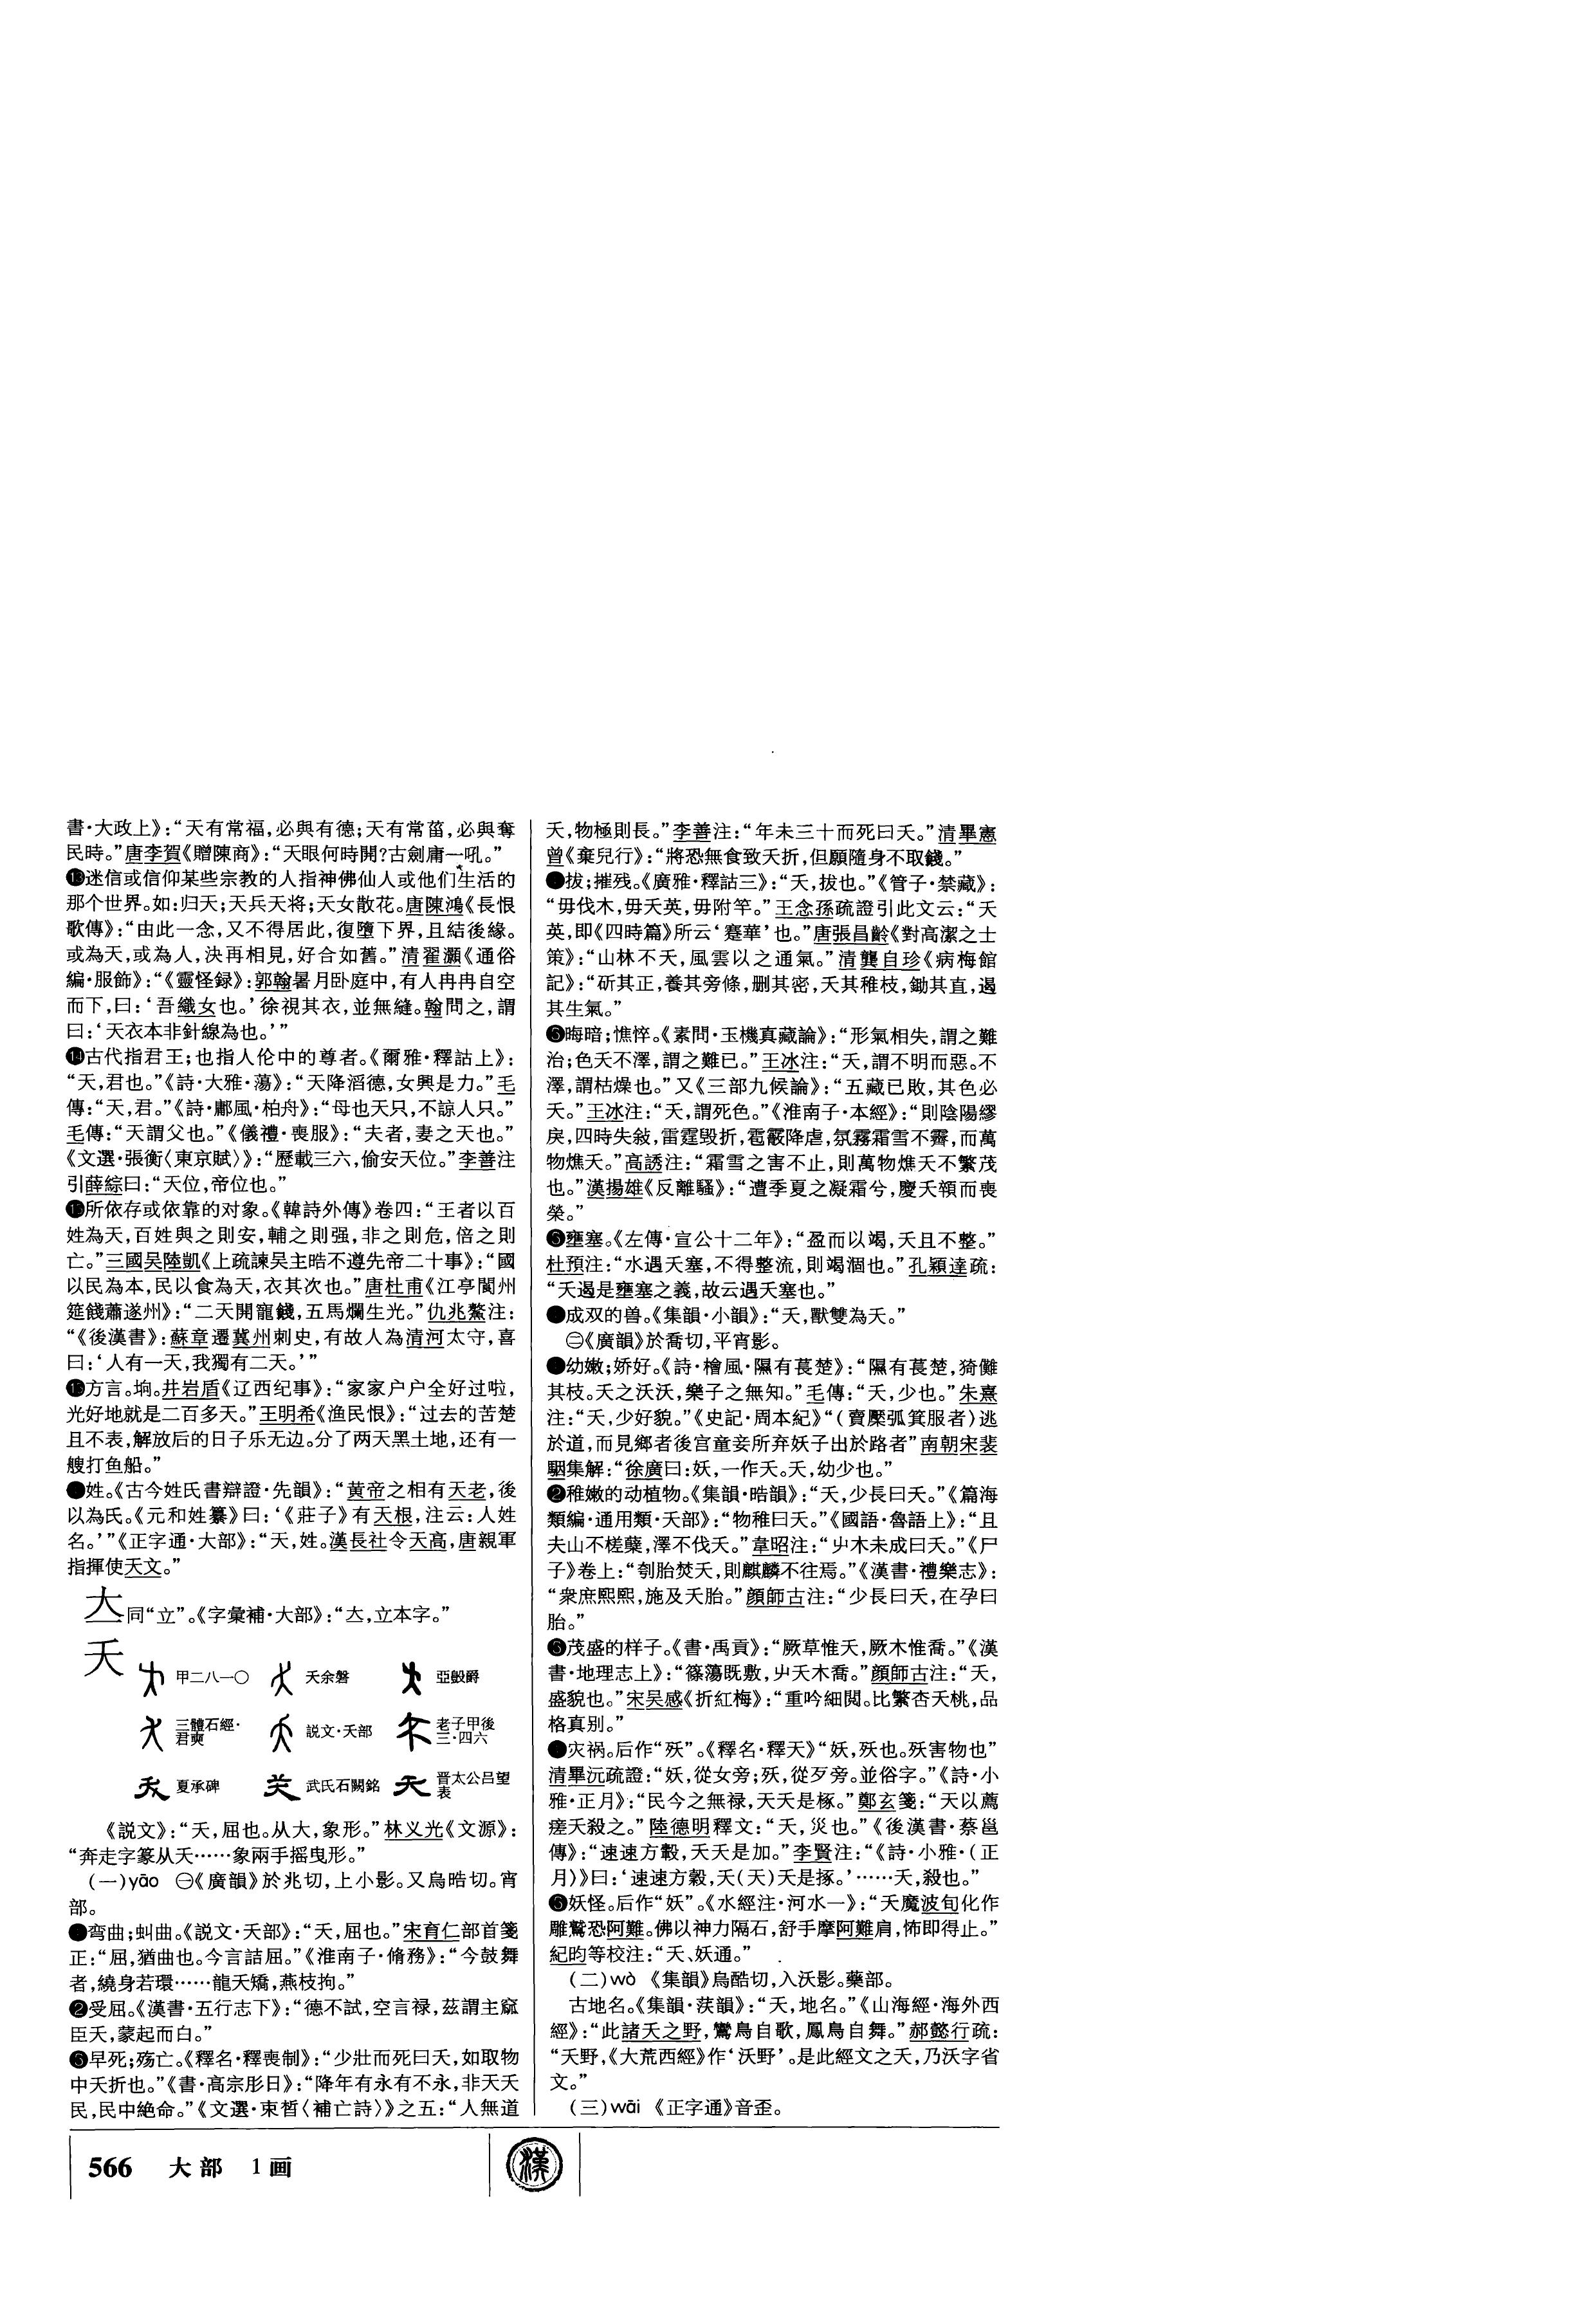 書·大政上》：“天有常福，必與有德；天有常菑，必與奪
民時。”唐李賀《贈陳商》：“天眼何時開？古劍庸一吼。”
⓭迷信或信仰某些宗教的人指神佛仙人或他们生活的
那个世界。如：归天；天兵天将；天女散花。唐陳鴻《長恨
歌傳》：“由此一念，又不得居此，復墮下界，且結後緣。
或為天，或為人，決再相見，好合如舊。”清翟灝《通俗
編·服飾》：“《靈怪録》：郭翰暑月卧庭中，有人冉冉自空
而下，曰：‘吾織女也。’徐視其衣，並無縫。翰問之，謂
曰：‘天衣本非針線為也。’”
⓮古代指君王；也指人伦中的尊者。《爾雅·釋詁上》：
“天，君也。”《詩·大雅·蕩》：“天降滔德，女興是力。”毛
傳：“天，君。”《詩·鄘風·柏舟》：“母也天只，不諒人只。”
毛傳：“天謂父也。”《儀禮·喪服》：“夫者，妻之天也。”
《文選·張衡〈東京賦〉》：“歷載三六，偷安天位。”李善注
引薛綜曰：“天位，帝位也。”
⓯所依存或依靠的对象。《韓詩外傳》卷四：“王者以百
姓為天，百姓與之則安，輔之則强，非之則危，倍之則
亡。”三國吴陸凱《上疏諫吴主晧不遵先帝二十事》：“國
以民為本，民以食為天，衣其次也。”唐杜甫《江亭閬州
筵餞蕭遂州》：“二天開寵餞，五馬爛生光。”仇兆鰲注：
“《後漢書》：蘇章遷冀州刺史，有故人為清河太守，喜
曰：‘人有一天，我獨有二天。’”
⓰方言。垧。井岩盾《辽西纪事》：“家家户户全好过啦，
光好地就是二百多天。”王明希《渔民恨》：“过去的苦楚
且不表，解放后的日子乐无边。分了两天黑土地，还有一
艘打鱼船。”
●姓。《古今姓氏書辯證·先韻》：“黄帝之相有天老，後
以為氏。《元和姓纂》曰：‘《莊子》有天根，注云：人姓
名。’”《正字通·大部》：“天，姓。漢長社令天高，唐親軍
指揮使天文。”
亣同“立”。《字彙補·大部》：“亣，立本字。”
夭
甲二八一〇 夭余磐 亞毁爵
三體石經·君奭 説文·夭部 老子甲後三·四六
夏承碑 武氏石闕銘 晋太公吕望表
《説文》：“夭，屈也。从大，象形。”林义光《文源》：
“奔走字篆从夭……象兩手摇曳形。”
（一）yāo ㊀《廣韻》於兆切，上小影。又烏晧切。宵
部。
●弯曲；虯曲。《説文·夭部》：“夭，屈也。”宋育仁部首箋
正：“屈，猶曲也。今言詰屈。”《淮南子·脩務》：“今鼓舞
者，繞身若環……龍夭矯，燕枝拘。”
❷受屈。《漢書·五行志下》：“德不試，空言禄，兹謂主窳
臣夭，蒙起而白。”
❸早死；殇亡。《釋名·釋喪制》：“少壯而死曰夭，如取物
中夭折也。”《書·高宗肜日》：“降年有永有不永，非天夭
民，民中絶命。”《文選·束晳〈補亡詩〉》之五：“人無道
夭，物極則長。”李善注：“年未三十而死曰夭。”清畢憲
曾《棄兒行》：“將恐無食致夭折，但願隨身不取錢。”
●拔；摧残。《廣雅·釋詁三》：“夭，拔也。”《管子·禁藏》：
“毋伐木，毋夭英，毋拊竿。”王念孫疏證引此文云：“夭
英，即《四時篇》所云‘蹇華’也。”唐張昌齡《對高潔之士
策》：“山林不夭，風雲以之通氣。”清龔自珍《病梅館
記》：“斫其正，養其旁條，删其密，夭其稚枝，鋤其直，遏
其生氣。”
❺晦暗；憔悴。《素問·玉機真藏論》：“形氣相失，謂之難
治；色夭不澤，謂之難已。”王冰注：“夭，謂不明而惡。不
澤，謂枯燥也。”又《三部九候論》：“五藏已敗，其色必
夭。”王冰注：“夭，謂死色。”《淮南子·本經》：“則陰陽繆
戾，四時失敍，雷霆毁折，雹霰降虐，氛霧霜雪不霽，而萬
物燋夭。”高誘注：“霜雪之害不止，則萬物燋夭不繁茂
也。”漢揚雄《反離騷》：“遭季夏之凝霜兮，慶夭顇而喪
榮。”
❻壅塞。《左傳·宣公十二年》：“盈而以竭，夭且不整。”
杜預注：“水遇夭塞，不得整流，則竭涸也。”孔穎達疏：
“夭遏是壅塞之義，故云遇夭塞也。”
●成双的兽。《集韻·小韻》：“夭，獸雙為夭。”
㊁《廣韻》於喬切，平宵影。
❶幼嫩；娇好。《詩·檜風·隰有萇楚》：“隰有萇楚，猗儺
其枝。夭之沃沃，樂子之無知。”毛傳：“夭，少也。”朱熹
注：“夭，少好貌。”《史記·周本紀》“（賣檿弧箕服者）逃
於道，而見鄉者後宫童妾所弃妖子出於路者”南朝宋裴
駰集解：“徐廣曰：妖，一作夭。夭，幼少也。”
❷稚嫩的动植物。《集韻·晧韻》：“夭，少長曰夭。”《篇海
類編·通用類·夭部》：“物稚曰夭。”《國語·魯語上》：“且
夫山不槎蘖，澤不伐夭。”韋昭注：“屮木未成曰夭。”《尸
子》卷上：“刳胎焚夭，則麒麟不往焉。”《漢書·禮樂志》：
“衆庶熙熙，施及夭胎。”顔師古注：“少長曰夭，在孕曰
胎。”
❸茂盛的样子。《書·禹貢》：“厥草惟夭，厥木惟喬。”《漢
書·地理志上》：“篠簜既敷，屮夭木喬。”顔師古注：“夭，
盛貌也。”宋吴感《折紅梅》：“重吟細閲。比繁杏夭桃，品
格真别。”
●灾祸。后作“殀”。《釋名·釋天》“妖，殀也。殀害物也”
清畢沅疏證：“妖，從女旁；殀，從歹旁。並俗字。”《詩·小
雅·正月》：“民今之無禄，天夭是椓。”鄭玄箋：“天以薦
瘥夭殺之。”陸德明釋文：“夭，災也。”《後漢書·蔡邕
傳》：“速速方轂，夭夭是加。”李賢注：“《詩·小雅·（正
月）》曰：‘速速方穀，夭（天）夭是掾。’……夭，殺也。”
❺妖怪。后作“妖”。《水經注·河水一》：“夭魔波旬化作
雕鷲恐阿難。佛以神力隔石，舒手摩阿難肩，怖即得止。”
紀昀等校注：“夭、妖通。”
（二）wò 《集韻》烏酷切，入沃影。藥部。
古地名。《集韻·茯韻》：“夭，地名。”《山海經·海外西
經》：“此諸夭之野，鸞鳥自歌，鳳鳥自舞。”郝懿行疏：
“夭野，《大荒西經》作‘沃野’。是此經文之夭，乃沃字省
文。”
（三）wāi 《正字通》音歪。
566 大部 1画
漢